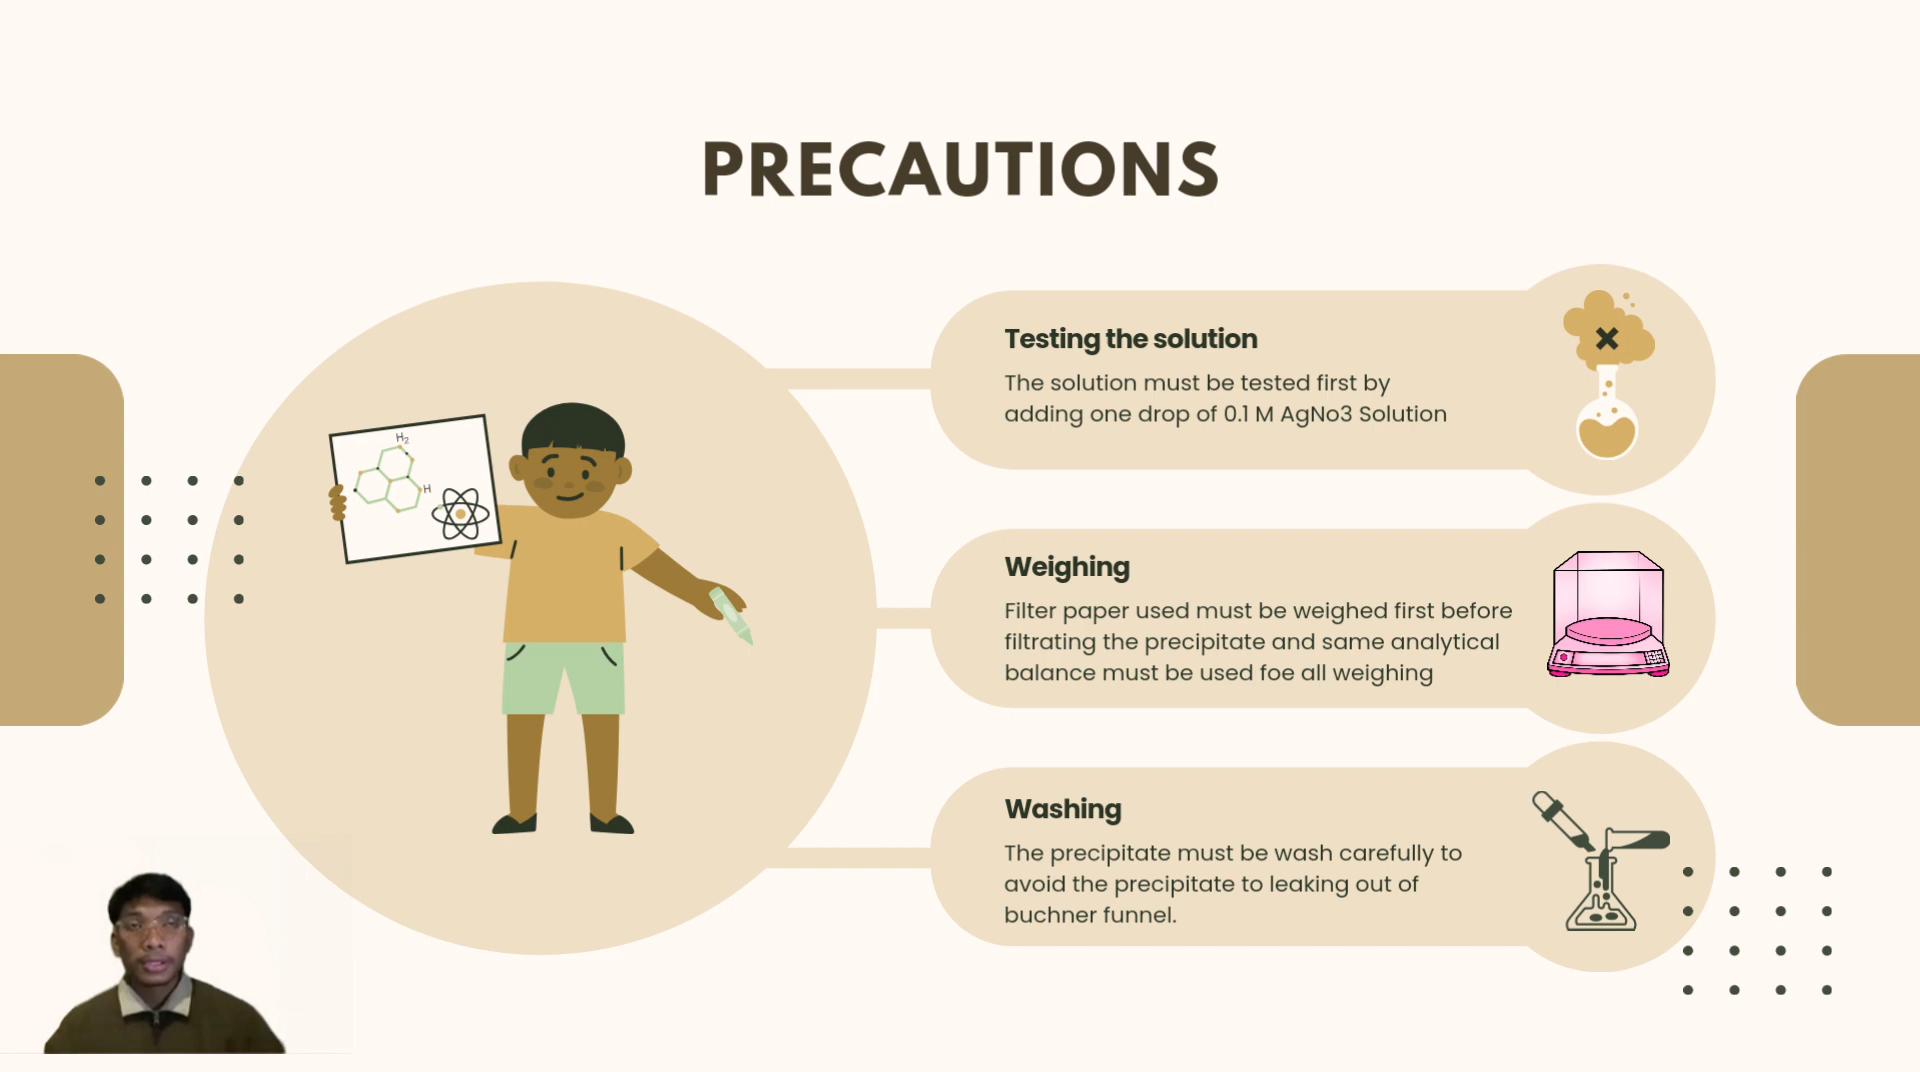 PRECAUTIONS
H2
H
Testing the solution
The solution must be tested first by
adding one drop of 0.1 M AgNo3 Solution
Weighing
Filter paper used must be weighed first before
filtrating the precipitate and same analytical
balance must be used foe all weighing
Washing
The precipitate must be wash carefully to
avoid the precipitate to leaking out of
buchner funnel.